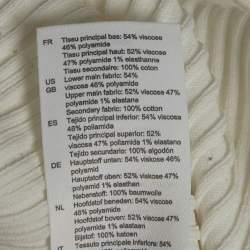 FR Tissu principal bas: 54% viscose
46% polyamide
Tissu principal haut: 52% viscose
47% polyamide 1% elasthanne
Tissu secondaire: 100% coton
US Lower main fabric: 54%
GB viscose 46% polyamide
Upper main fabric: 52% viscose 47%
polyamide 1% elastane
Secondary fabric: 100% cotton
ES Tejido principal inferior: 54% viscosa
46% poliamida
Tejido principal superior: 52%
viscosa 47% poliamida 1% elastano
Tejido secundario: 100% algodón
DE Hauptstoff unten: 54% viskose 46%
polyamid
Hauptstoff oben: 52% viskose 47%
polyamid 1% elasthan
Nebenstoff: 100% baumwolle
NL Hoofdstof beneden: 54% viscose
46% polyamide
Hoofdstof boven: 52% viscose 47%
polyamide 1% elastaan
Bijstof: 100% katoen
IT